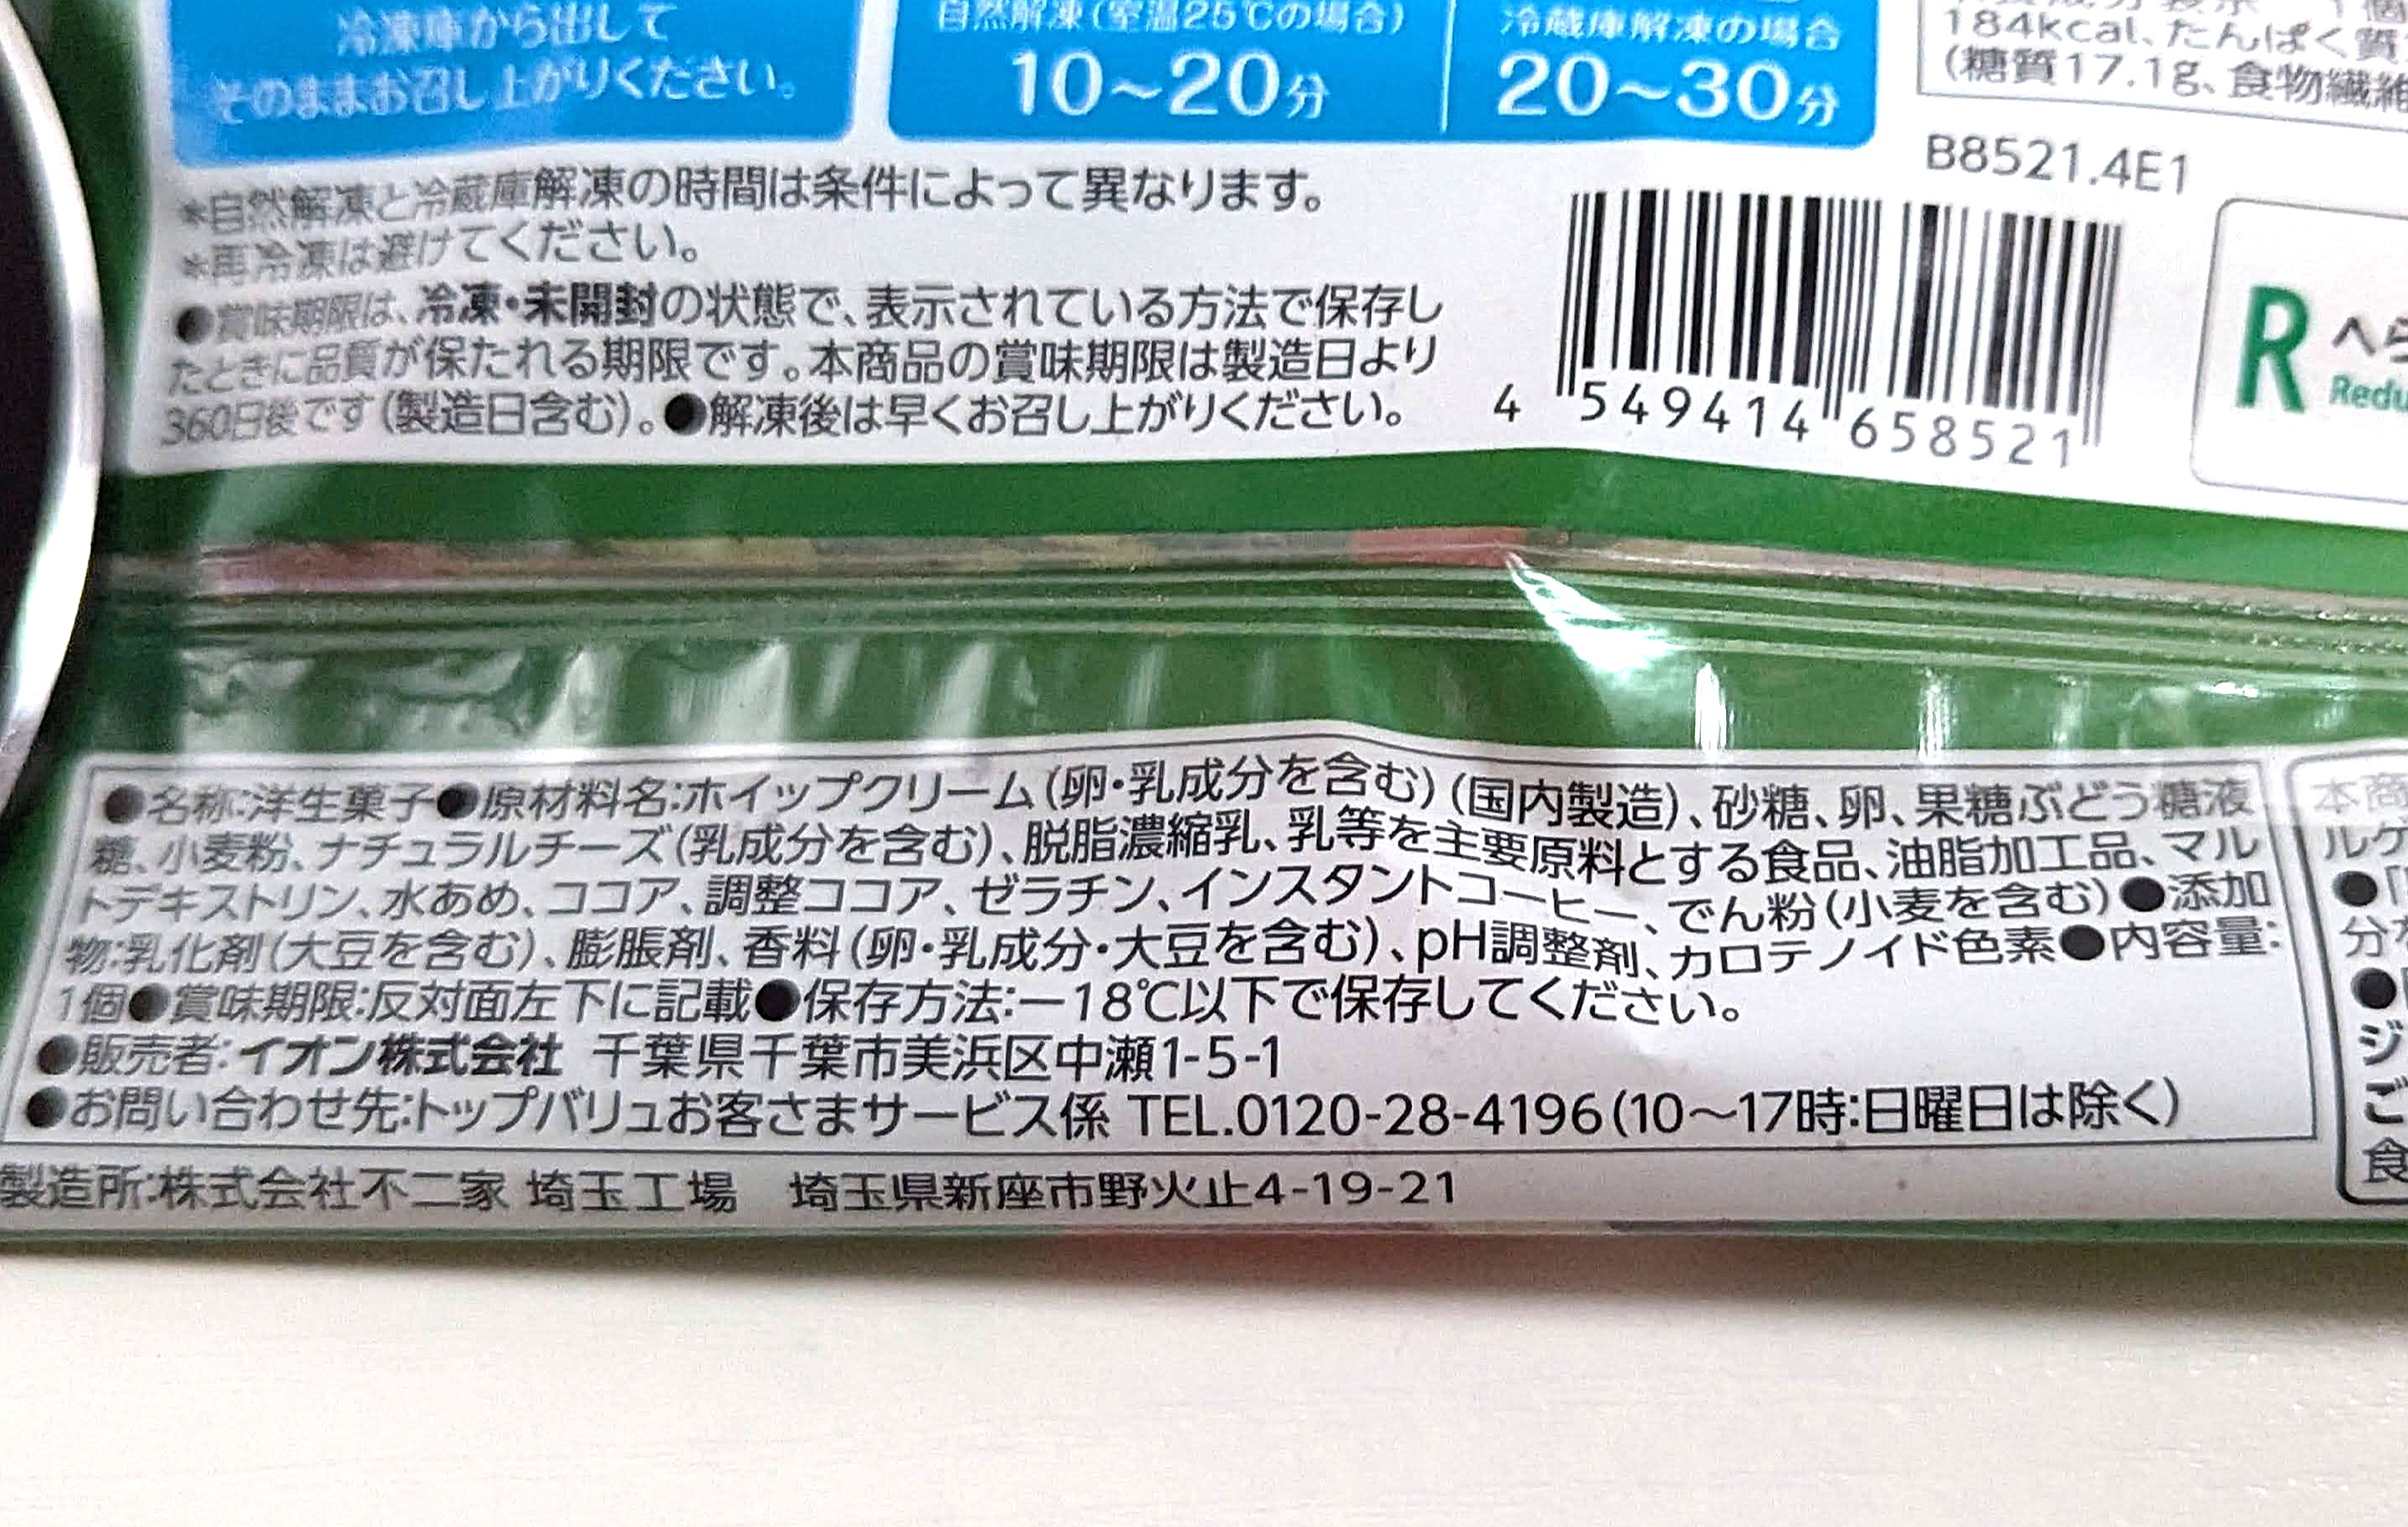 冷凍庫から出して
そのままお召し上がりください。
自然解凍(室温25℃の場合)
10～20分
冷蔵庫解凍の場合
20～30分
184kcal、たんぱく質
(糖質17.1g、食物繊維
B8521.4E1
*自然解凍と冷蔵庫解凍の時間は条件によって異なります。
*再冷凍は避けてください。
●賞味期限は、冷凍・未開封の状態で、表示されている方法で保存し
たときに品質が保たれる期限です。本商品の賞味期限は製造日より
360日後です(製造日含む)。●解凍後は早くお召し上がりください。
4 549414 658521
R へら
Redu
●名称:洋生菓子●原材料名:ホイップクリーム(卵・乳成分を含む)(国内製造)、砂糖、卵、果糖ぶどう糖液
糖、小麦粉、ナチュラルチーズ(乳成分を含む)、脱脂濃縮乳、乳等を主要原料とする食品、油脂加工品、マル
トデキストリン、水あめ、ココア、調整ココア、ゼラチン、インスタントコーヒー、でん粉(小麦を含む)●添加
物:乳化剤(大豆を含む)、膨脹剤、香料(卵・乳成分・大豆を含む)、pH調整剤、カロテノイド色素●内容量:
1個●賞味期限:反対面左下に記載●保存方法:－18℃以下で保存してください。
●販売者:イオン株式会社 千葉県千葉市美浜区中瀬1-5-1
●お問い合わせ先:トップバリュお客さまサービス係 TEL.0120-28-4196(10～17時:日曜日は除く)
製造所:株式会社不二家 埼玉工場 埼玉県新座市野火止4-19-21
本商
ルゲ
●
分
●
ジ
ご
食